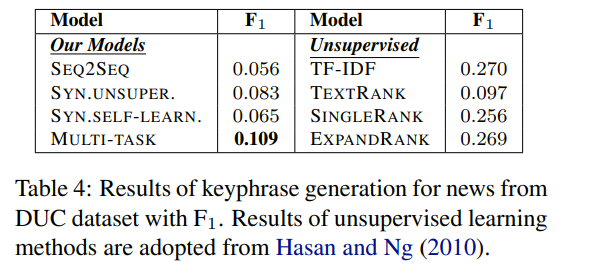 Model F1 Model F1
Our Models Unsupervised
SEQ2SEQ 0.056 TF-IDF 0.270
SYN.UNSUPER. 0.083 TEXTRANK 0.097
SYN.SELF-LEARN. 0.065 SINGLERANK 0.256
MULTI-TASK 0.109 EXPANDRANK 0.269
Table 4: Results of keyphrase generation for news from
DUC dataset with F1. Results of unsupervised learning
methods are adopted from Hasan and Ng (2010).